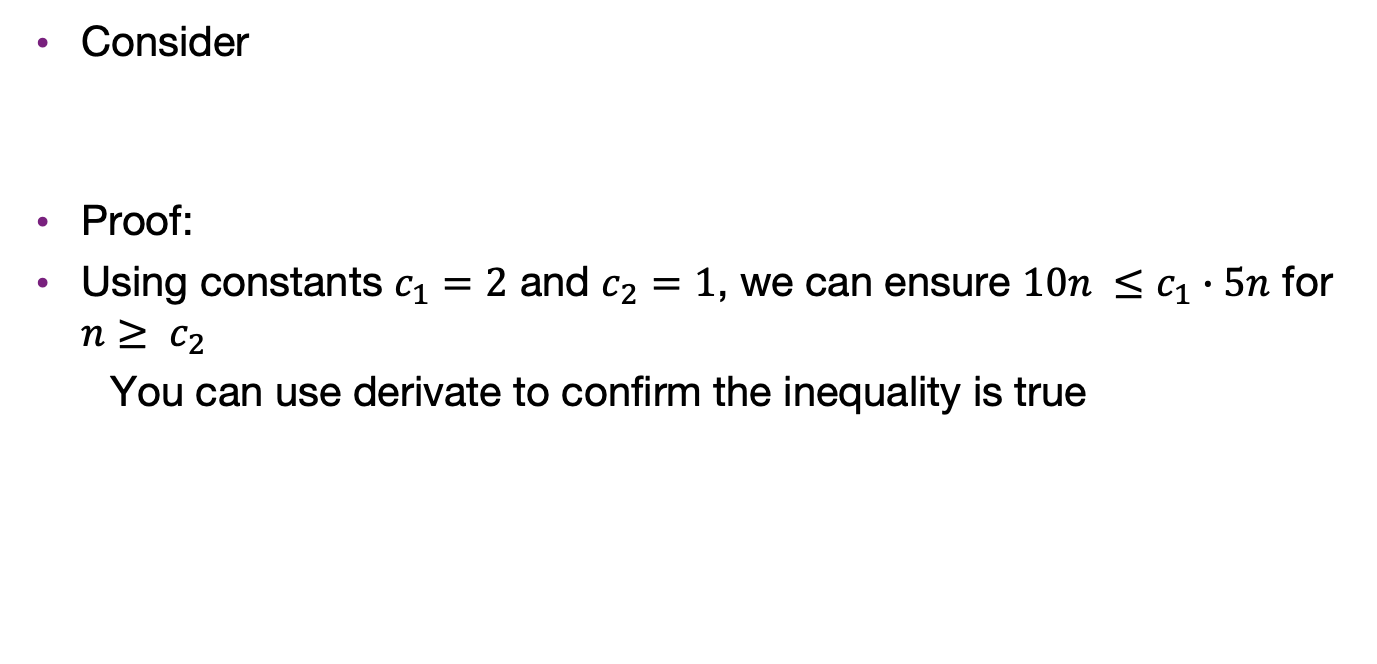 • Consider
• Proof:
• Using constants 𝑐₁ = 2 and 𝑐₂ = 1, we can ensure 10𝑛 ≤ 𝑐₁ · 5𝑛 for
𝑛 ≥ 𝑐₂
You can use derivate to confirm the inequality is true